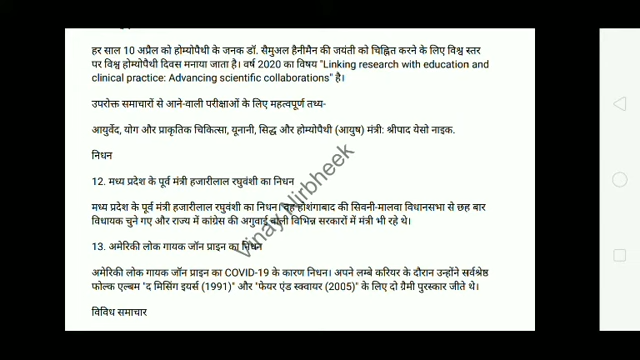 हर साल 10 अप्रैल को होम्योपैथी के जनक डॉ. सैमुअल हैनीमैन की जयंती को चिह्नित करने के लिए विश्व स्तर
पर विश्व होम्योपैथी दिवस मनाया जाता है। वर्ष 2020 का विषय "Linking research with education and
clinical practice: Advancing scientific collaborations" है।
उपरोक्त समाचारों से आने-वाली परीक्षाओं के लिए महत्वपूर्ण तथ्य-
आयुर्वेद, योग और प्राकृतिक चिकित्सा, यूनानी, सिद्ध और होम्योपैथी (आयुष) मंत्री: श्रीपाद येसो नाइक.
निधन
12. मध्य प्रदेश के पूर्व मंत्री हजारीलाल रघुवंशी का निधन
मध्य प्रदेश के पूर्व मंत्री हजारीलाल रघुवंशी का निधन। वह होशंगाबाद की सिवनी-मालवा विधानसभा से छह बार
विधायक चुने गए और राज्य में कांग्रेस की अगुवाई वाली विभिन्न सरकारों में मंत्री भी रहे थे।
13. अमेरिकी लोक गायक जॉन प्राइन का निधन
अमेरिकी लोक गायक जॉन प्राइन का COVID-19 के कारण निधन। अपने लम्बे करियर के दौरान उन्होंने सर्वश्रेष्ठ
फोल्क एल्बम "द मिसिंग इयर्स (1991)" और "फेयर एंड स्क्वायर (2005)" के लिए दो ग्रैमी पुरस्कार जीते थे।
विविध समाचार
Vinay Nirbheek